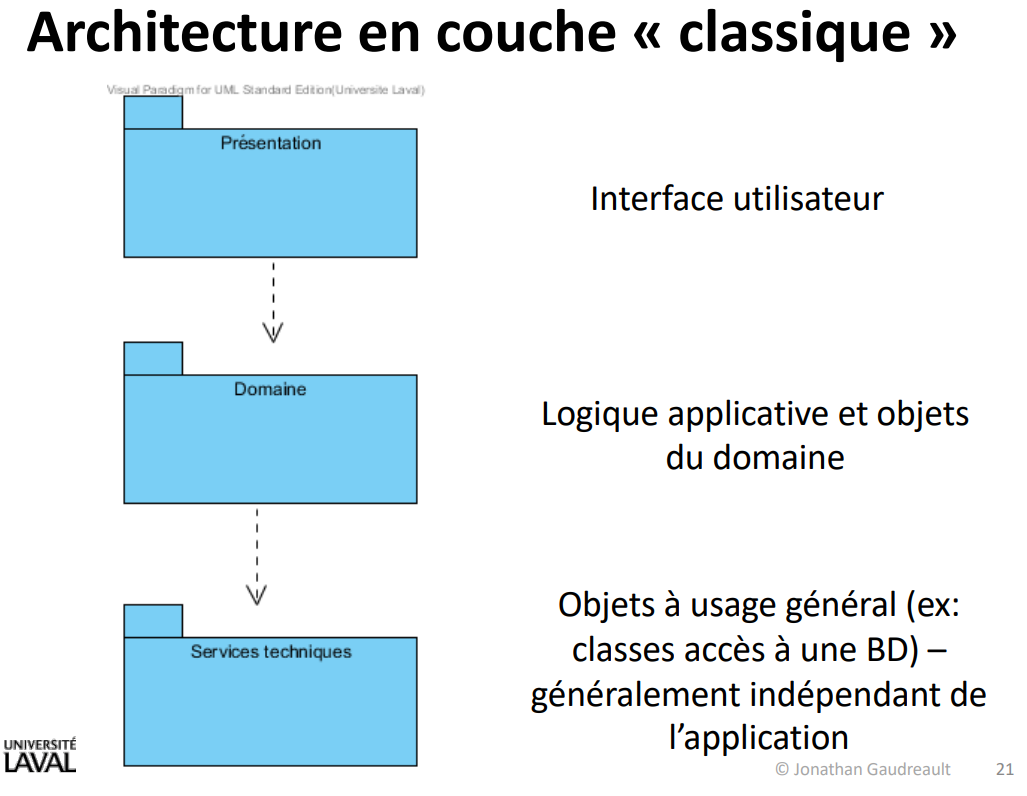 Architecture en couche « classique »
Visual Paradigm for UML Standard Edition(Universite Laval)
Présentation
Interface utilisateur
Domaine
Logique applicative et objets
du domaine
Services techniques
Objets à usage général (ex:
classes accès à une BD) –
généralement indépendant de
l’application
UNIVERSITÉ
LAVAL
© Jonathan Gaudreault
21